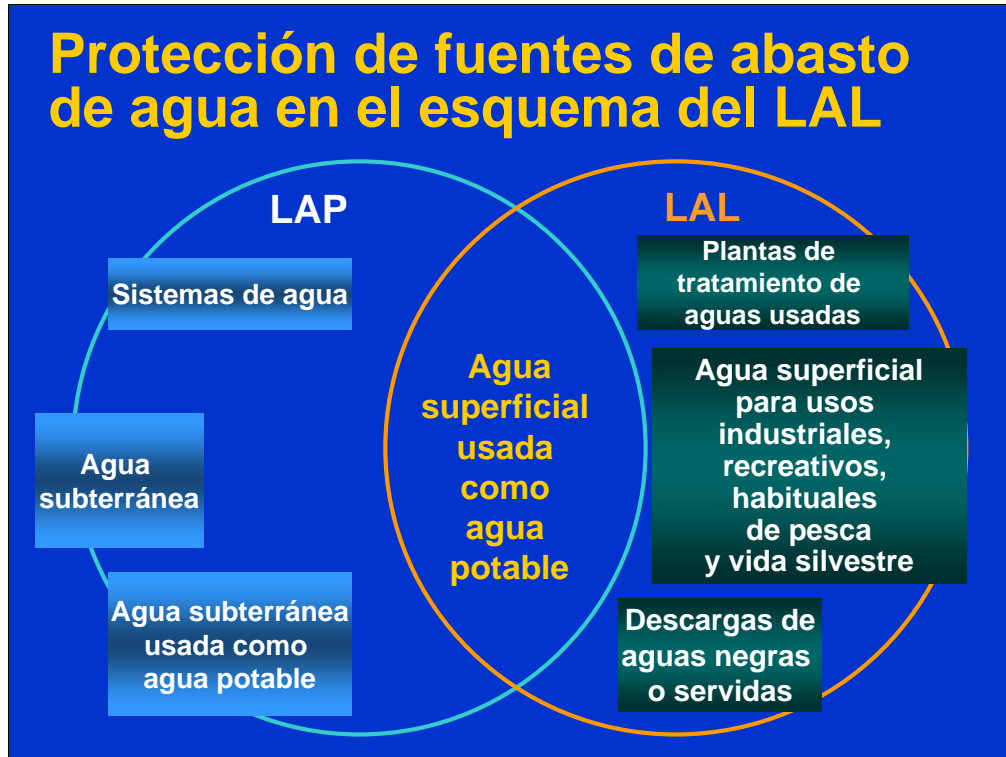 Protección de fuentes de abasto
de agua en el esquema del LAL
LAP
Sistemas de agua
Agua
subterránea
Agua subterránea
usada como
agua potable
Agua
superficial
usada
como
agua
potable
LAL
Plantas de
tratamiento de
aguas usadas
Agua superficial
para usos
industriales,
recreativos,
habituales
de pesca
y vida silvestre
Descargas de
aguas negras
o servidas